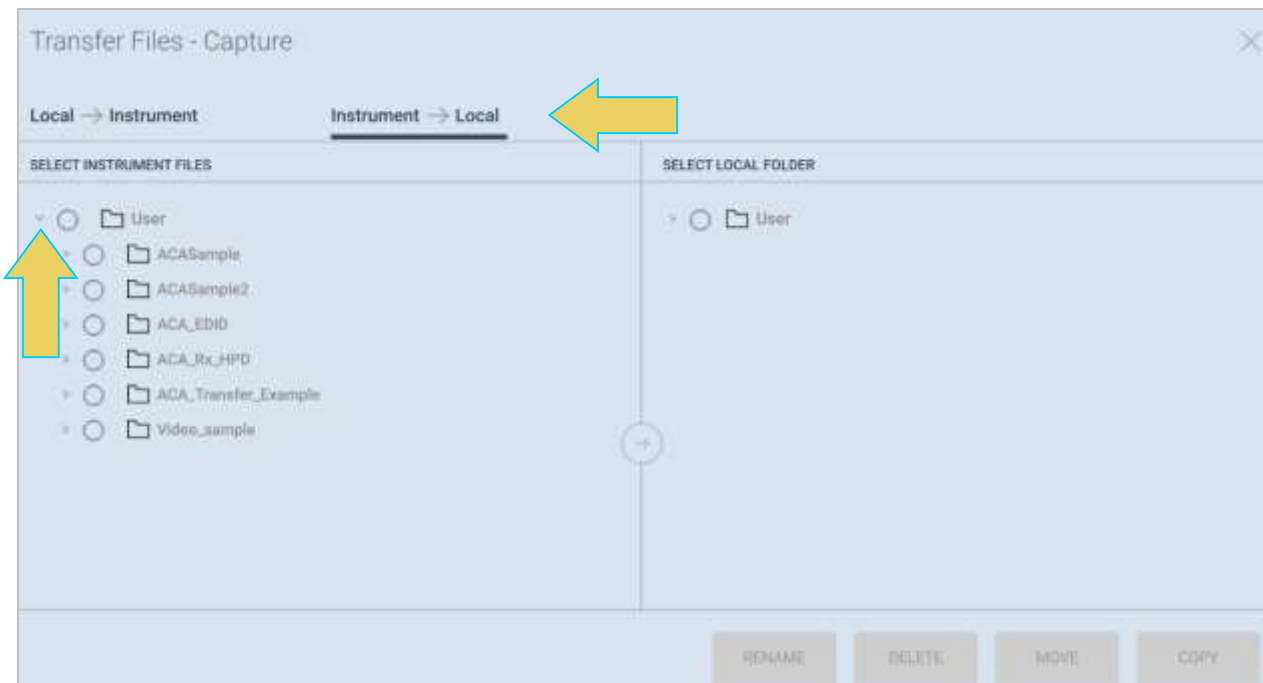 Transfer Files - Capture
Local → Instrument
Instrument → Local
SELECT INSTRUMENT FILES
SELECT LOCAL FOLDER
User
ACASample
ACASample2
ACA_EDID
ACA_Rx_HPD
ACA_Transfer_Example
Video_sample
User
RENAME DELETE MOVE COPY